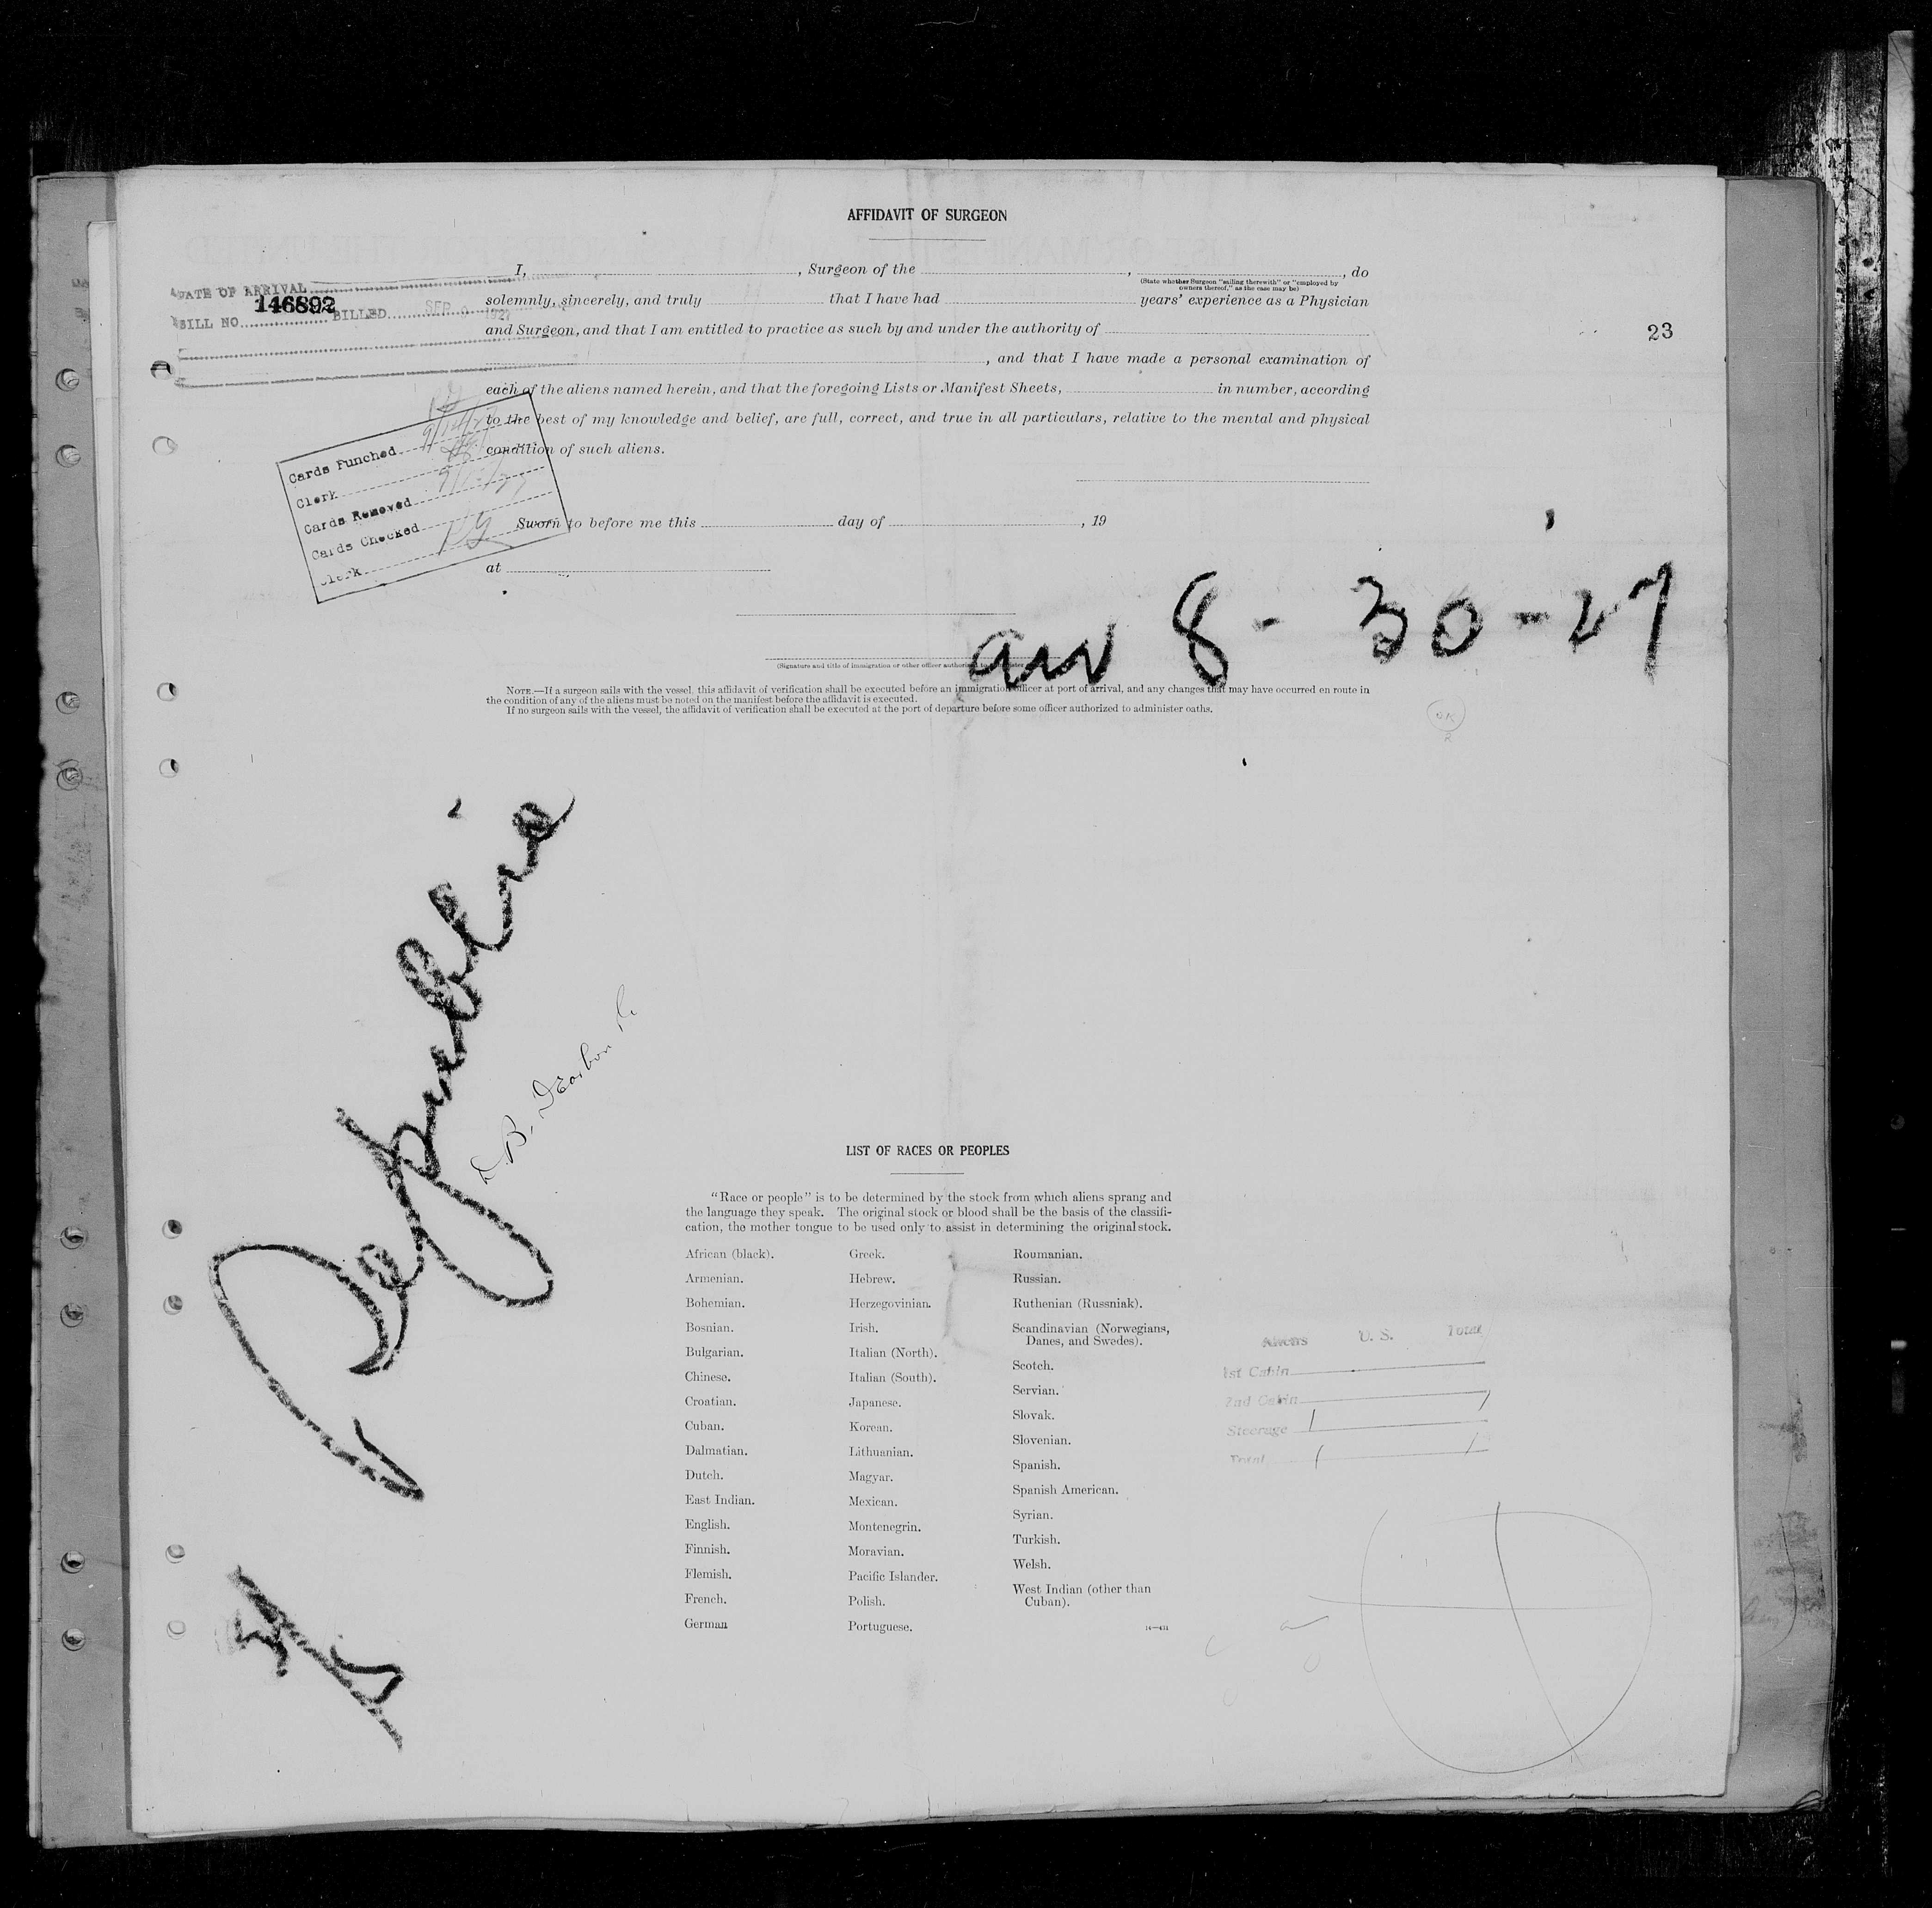 AFFIDAVIT OF SURGEON
I, , Surgeon of the , , do
(State whether Surgeon "sailing therewith" or "employed by
owners thereof," as the case may be)
solemnly, sincerely, and truly that I have had years' experience as a Physician
and Surgeon, and that I am entitled to practice as such by and under the authority of
, and that I have made a personal examination of
each of the aliens named herein, and that the foregoing Lists or Manifest Sheets, in number, according
to the best of my knowledge and belief, are full, correct, and true in all particulars, relative to the mental and physical
condition of such aliens.
DATE OF ARRIVAL
BILL NO. 146892 BILLED SEP 1927
23
Cards Punched
Clerk
Cards Removed
Cards Checked
Clerk
Sworn to before me this day of , 19
at
arr 8-30-27
(Signature and title of immigration or other officer authorized to administer
NOTE.—If a surgeon sails with the vessel, this affidavit of verification shall be executed before an immigration officer at port of arrival, and any changes that may have occurred en route in
the condition of any of the aliens must be noted on the manifest before the affidavit is executed.
If no surgeon sails with the vessel, the affidavit of verification shall be executed at the port of departure before some officer authorized to administer oaths.
OK
2
SS Republic
LIST OF RACES OR PEOPLES
"Race or people" is to be determined by the stock from which aliens sprang and
the language they speak. The original stock or blood shall be the basis of the classifi-
cation, the mother tongue to be used only to assist in determining the original stock.
African (black).
Armenian.
Bohemian.
Bosnian.
Bulgarian.
Chinese.
Croatian.
Cuban.
Dalmatian.
Dutch.
East Indian.
English.
Finnish.
Flemish.
French.
German
Greek.
Hebrew.
Herzegovinian.
Irish.
Italian (North).
Italian (South).
Japanese.
Korean.
Lithuanian.
Magyar.
Mexican.
Montenegrin.
Moravian.
Pacific Islander.
Polish.
Portuguese.
Roumanian.
Russian.
Ruthenian (Russniak).
Scandinavian (Norwegians,
Danes, and Swedes).
Scotch.
Servian.
Slovak.
Slovenian.
Spanish.
Spanish American.
Syrian.
Turkish.
Welsh.
West Indian (other than
Cuban).
Aliens U. S. Total
1st Cabin
2nd Cabin
Steerage 1 1
Total 1 1